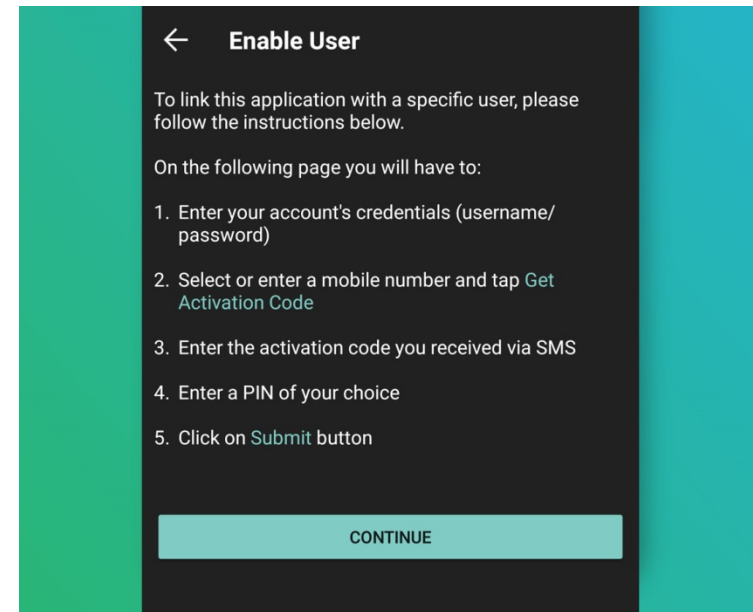 Enable User
To link this application with a specific user, please
follow the instructions below.
On the following page you will have to:
1. Enter your account's credentials (username/
password)
2. Select or enter a mobile number and tap Get
Activation Code
3. Enter the activation code you received via SMS
4. Enter a PIN of your choice
5. Click on Submit button
CONTINUE